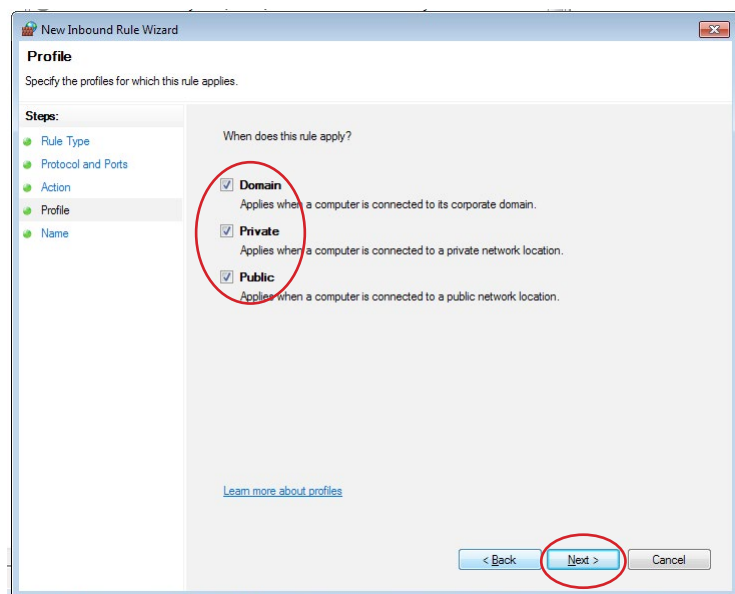 New Inbound Rule Wizard
Profile
Specify the profiles for which this rule applies.
Steps:
Rule Type
Protocol and Ports
Action
Profile
Name
When does this rule apply?
Domain
Applies when a computer is connected to its corporate domain.
Private
Applies when a computer is connected to a private network location.
Public
Applies when a computer is connected to a public network location.
Learn more about profiles
< Back
Next >
Cancel